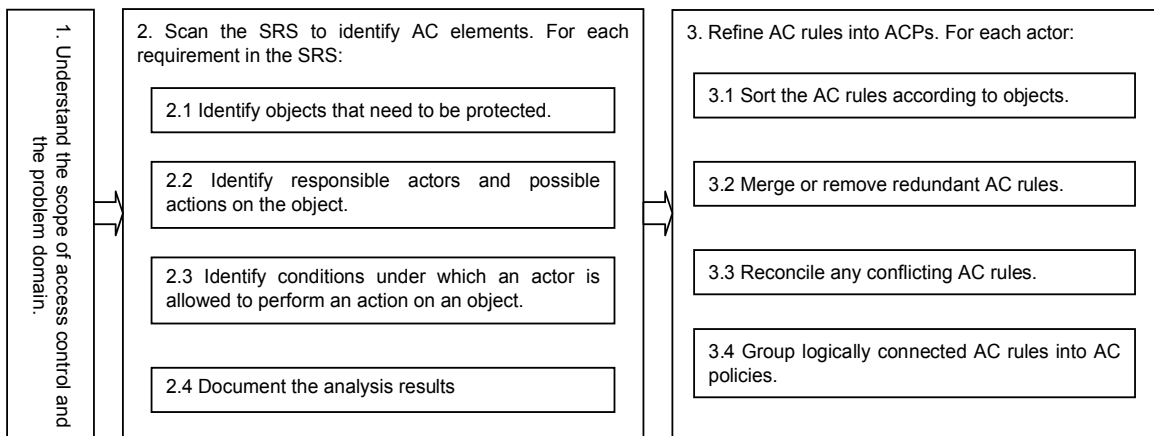 1. Understand the scope of access control and
the problem domain.
2. Scan the SRS to identify AC elements. For each
requirement in the SRS:
2.1 Identify objects that need to be protected.
2.2 Identify responsible actors and possible
actions on the object.
2.3 Identify conditions under which an actor is
allowed to perform an action on an object.
2.4 Document the analysis results
3. Refine AC rules into ACPs. For each actor:
3.1 Sort the AC rules according to objects.
3.2 Merge or remove redundant AC rules.
3.3 Reconcile any conflicting AC rules.
3.4 Group logically connected AC rules into AC
policies.